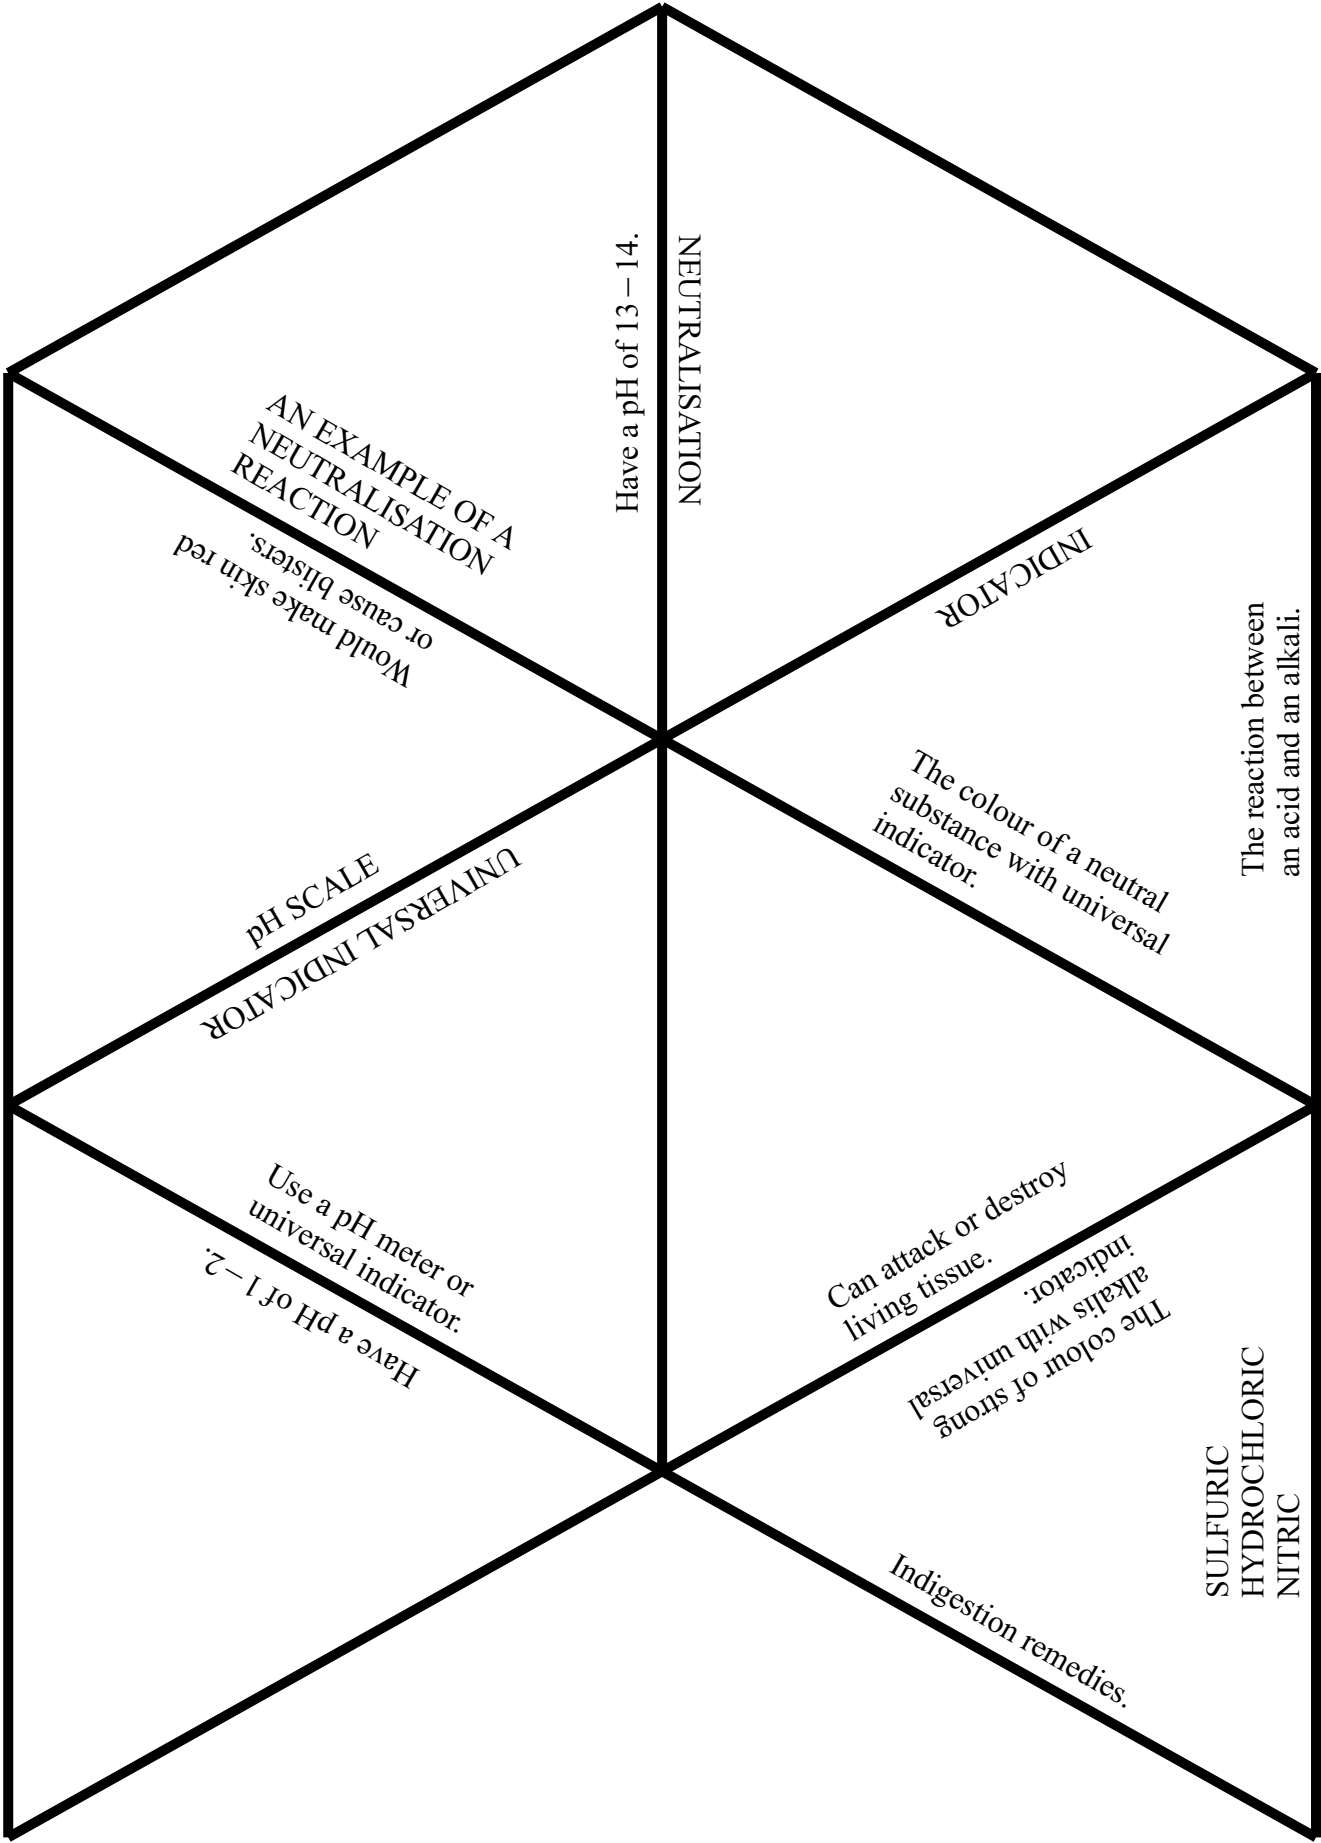 Have a pH of 13 – 14.
NEUTRALISATION
AN EXAMPLE OF A
NEUTRALISATION
REACTION
Would make skin red
or cause blisters.
INDICATOR
The reaction between
an acid and an alkali.
The colour of a neutral
substance with universal
indicator.
pH SCALE
UNIVERSAL INDICATOR
Use a pH meter or
universal indicator.
Have a pH of 1 – 2.
Can attack or destroy
living tissue.
The colour of strong
alkalis with universal
indicator.
SULFURIC
HYDROCHLORIC
NITRIC
Indigestion remedies.